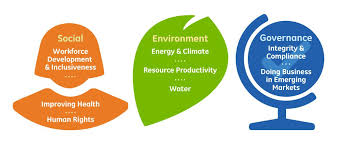 Social
Workforce
Development
& Inclusiveness
Improving Health
Human Rights
Environment
Energy & Climate
Resource Productivity
Water
Governance
Integrity &
Compliance
Doing Business
in Emerging
Markets